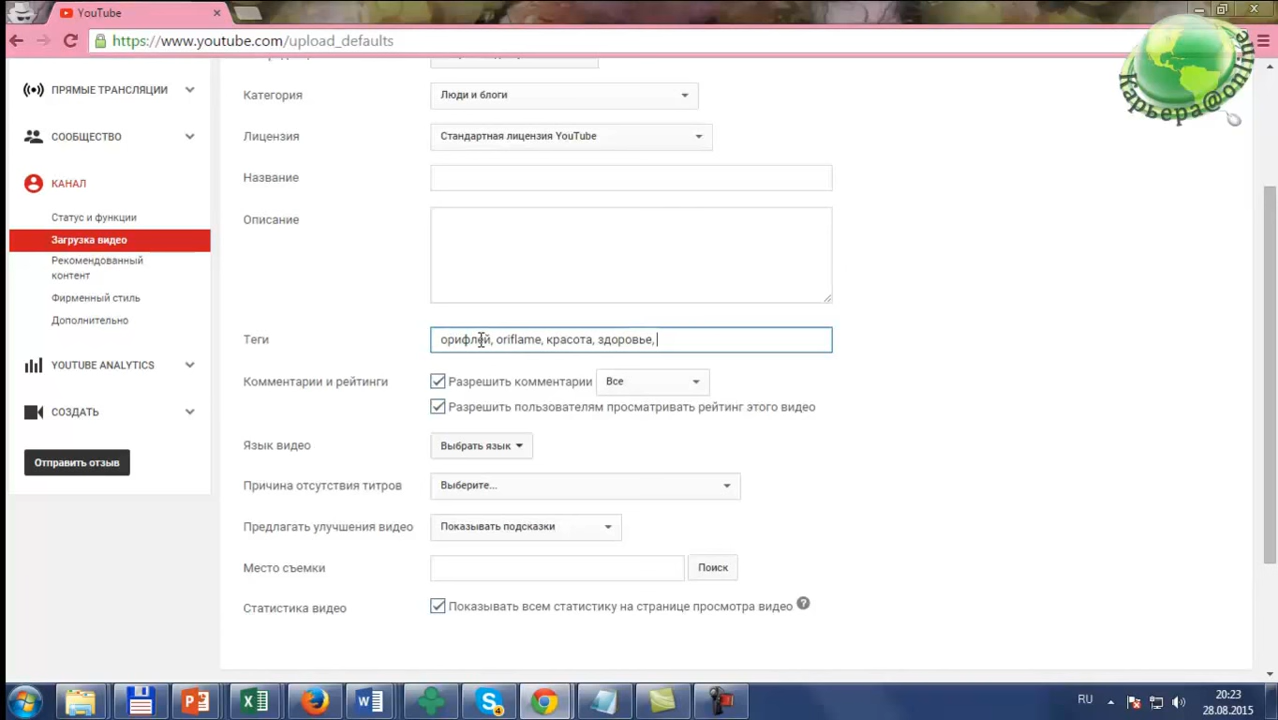 YouTube
https://www.youtube.com/upload_defaults
Карьера@online
ПРЯМЫЕ ТРАНСЛЯЦИИ
СООБЩЕСТВО
КАНАЛ
Статус и функции
Загрузка видео
Рекомендованный
контент
Фирменный стиль
Дополнительно
YOUTUBE ANALYTICS
СОЗДАТЬ
Отправить отзыв
Категория
Люди и блоги
Лицензия
Стандартная лицензия YouTube
Название
Описание
Теги
орифлей, oriflame, красота, здоровье,
Комментарии и рейтинги
Разрешить комментарии
Все
Разрешить пользователям просматривать рейтинг этого видео
Язык видео
Выбрать язык
Причина отсутствия титров
Выберите...
Предлагать улучшения видео
Показывать подсказки
Место съемки
Поиск
Статистика видео
Показывать всем статистику на странице просмотра видео
RU
20:23
28.08.2015